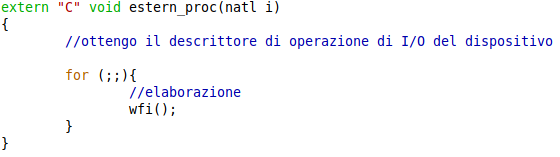 extern "C" void estern_proc(natl i)
{
        //ottengo il descrittore di operazione di I/O del dispositivo
        for (;;){
                //elaborazione
                wfi();
        }
}